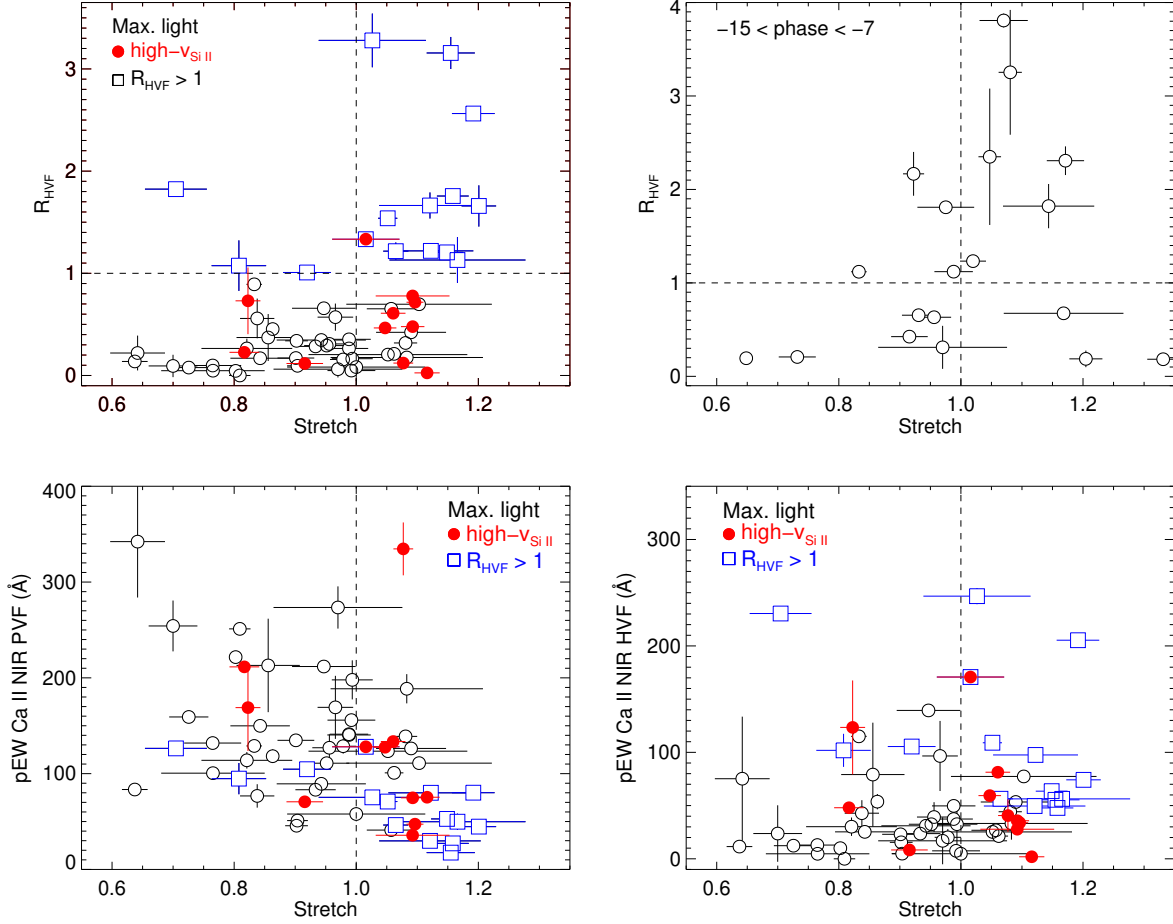 Max. light
high-v_Si II
R_HVF > 1
R_HVF
3
2
1
0
0.6 0.8 1.0 1.2
Stretch
-15 < phase < -7
R_HVF
4
3
2
1
0
0.6 0.8 1.0 1.2
Stretch
Max. light
high-v_Si II
R_HVF > 1
pEW Ca II NIR PVF (Å)
400
300
200
100
0
0.6 0.8 1.0 1.2
Stretch
Max. light
high-v_Si II
R_HVF > 1
pEW Ca II NIR HVF (Å)
300
200
100
0
0.6 0.8 1.0 1.2
Stretch